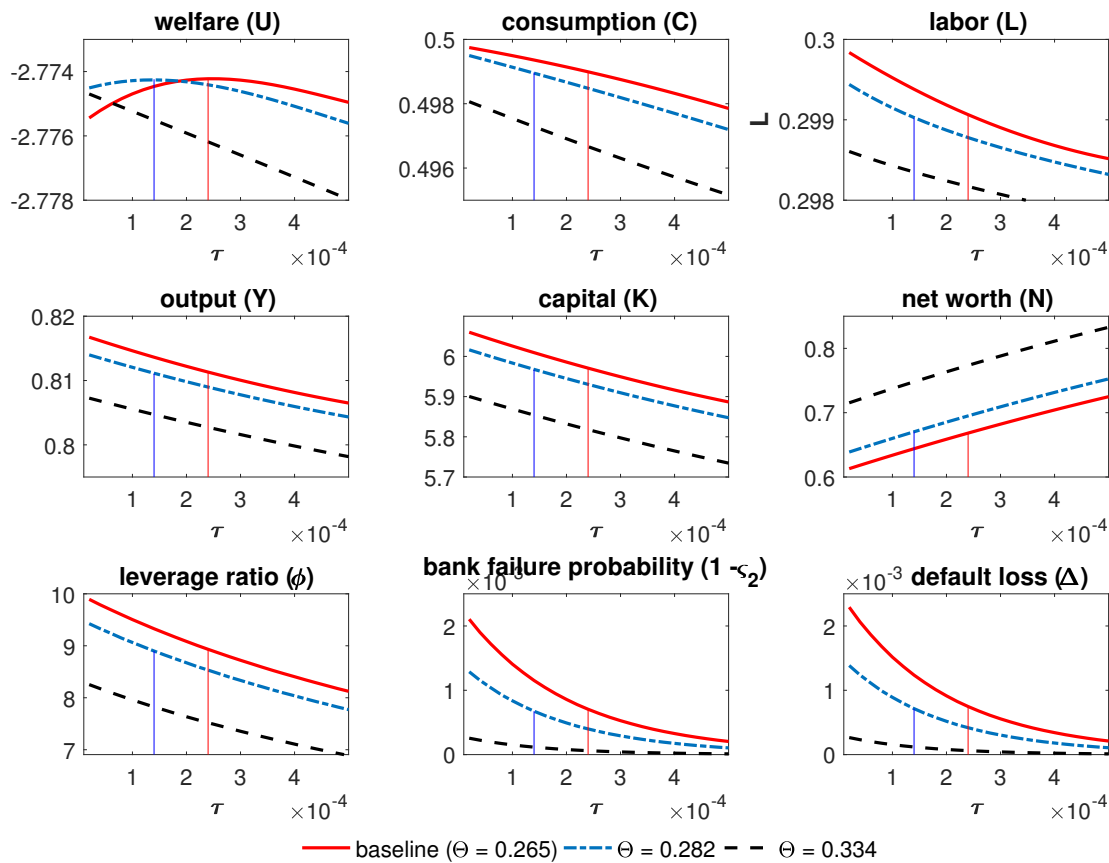 welfare (U)
-2.774
-2.776
-2.778
1 2 3 4
τ ×10⁻⁴
consumption (C)
0.5
0.498
0.496
1 2 3 4
τ ×10⁻⁴
labor (L)
0.3
0.299
0.298
L
1 2 3 4
τ ×10⁻⁴
output (Y)
0.82
0.81
0.8
1 2 3 4
τ ×10⁻⁴
capital (K)
6
5.9
5.8
5.7
1 2 3 4
τ ×10⁻⁴
net worth (N)
0.8
0.7
0.6
1 2 3 4
τ ×10⁻⁴
leverage ratio (ϕ)
10
9
8
7
1 2 3 4
τ ×10⁻⁴
bank failure probability (1 -ς₂)
×10⁻³
2
1
0
1 2 3 4
τ ×10⁻⁴
default loss (Δ)
×10⁻³
2
1
0
1 2 3 4
τ ×10⁻⁴
baseline (Θ = 0.265) Θ = 0.282 Θ = 0.334